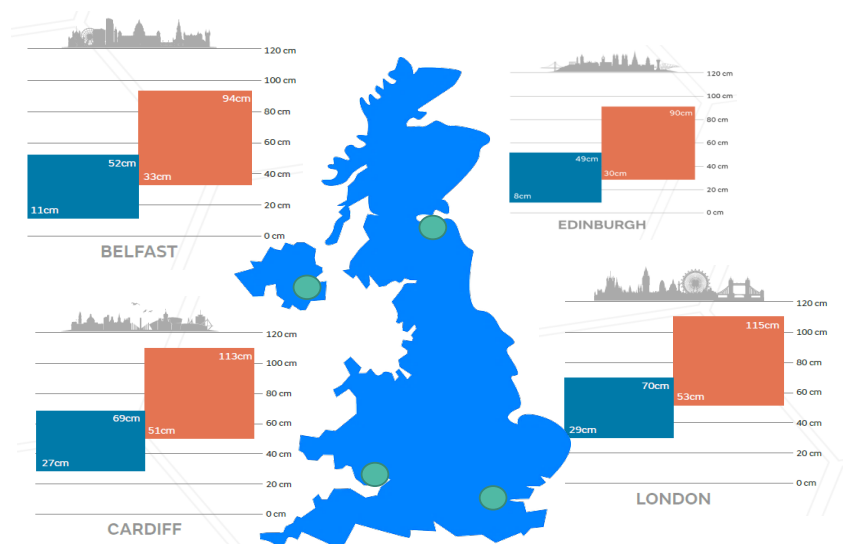 120 cm
100 cm
94cm
80 cm
60 cm
52cm
33cm
40 cm
11cm
20 cm
0 cm
BELFAST
120 cm
100 cm
90cm
80 cm
60 cm
49cm
30cm
40 cm
8cm
20 cm
0 cm
EDINBURGH
120 cm
113cm
100 cm
80 cm
69cm
60 cm
51cm
40 cm
27cm
20 cm
0 cm
CARDIFF
120 cm
115cm
100 cm
80 cm
70cm
60 cm
53cm
40 cm
29cm
20 cm
0 cm
LONDON